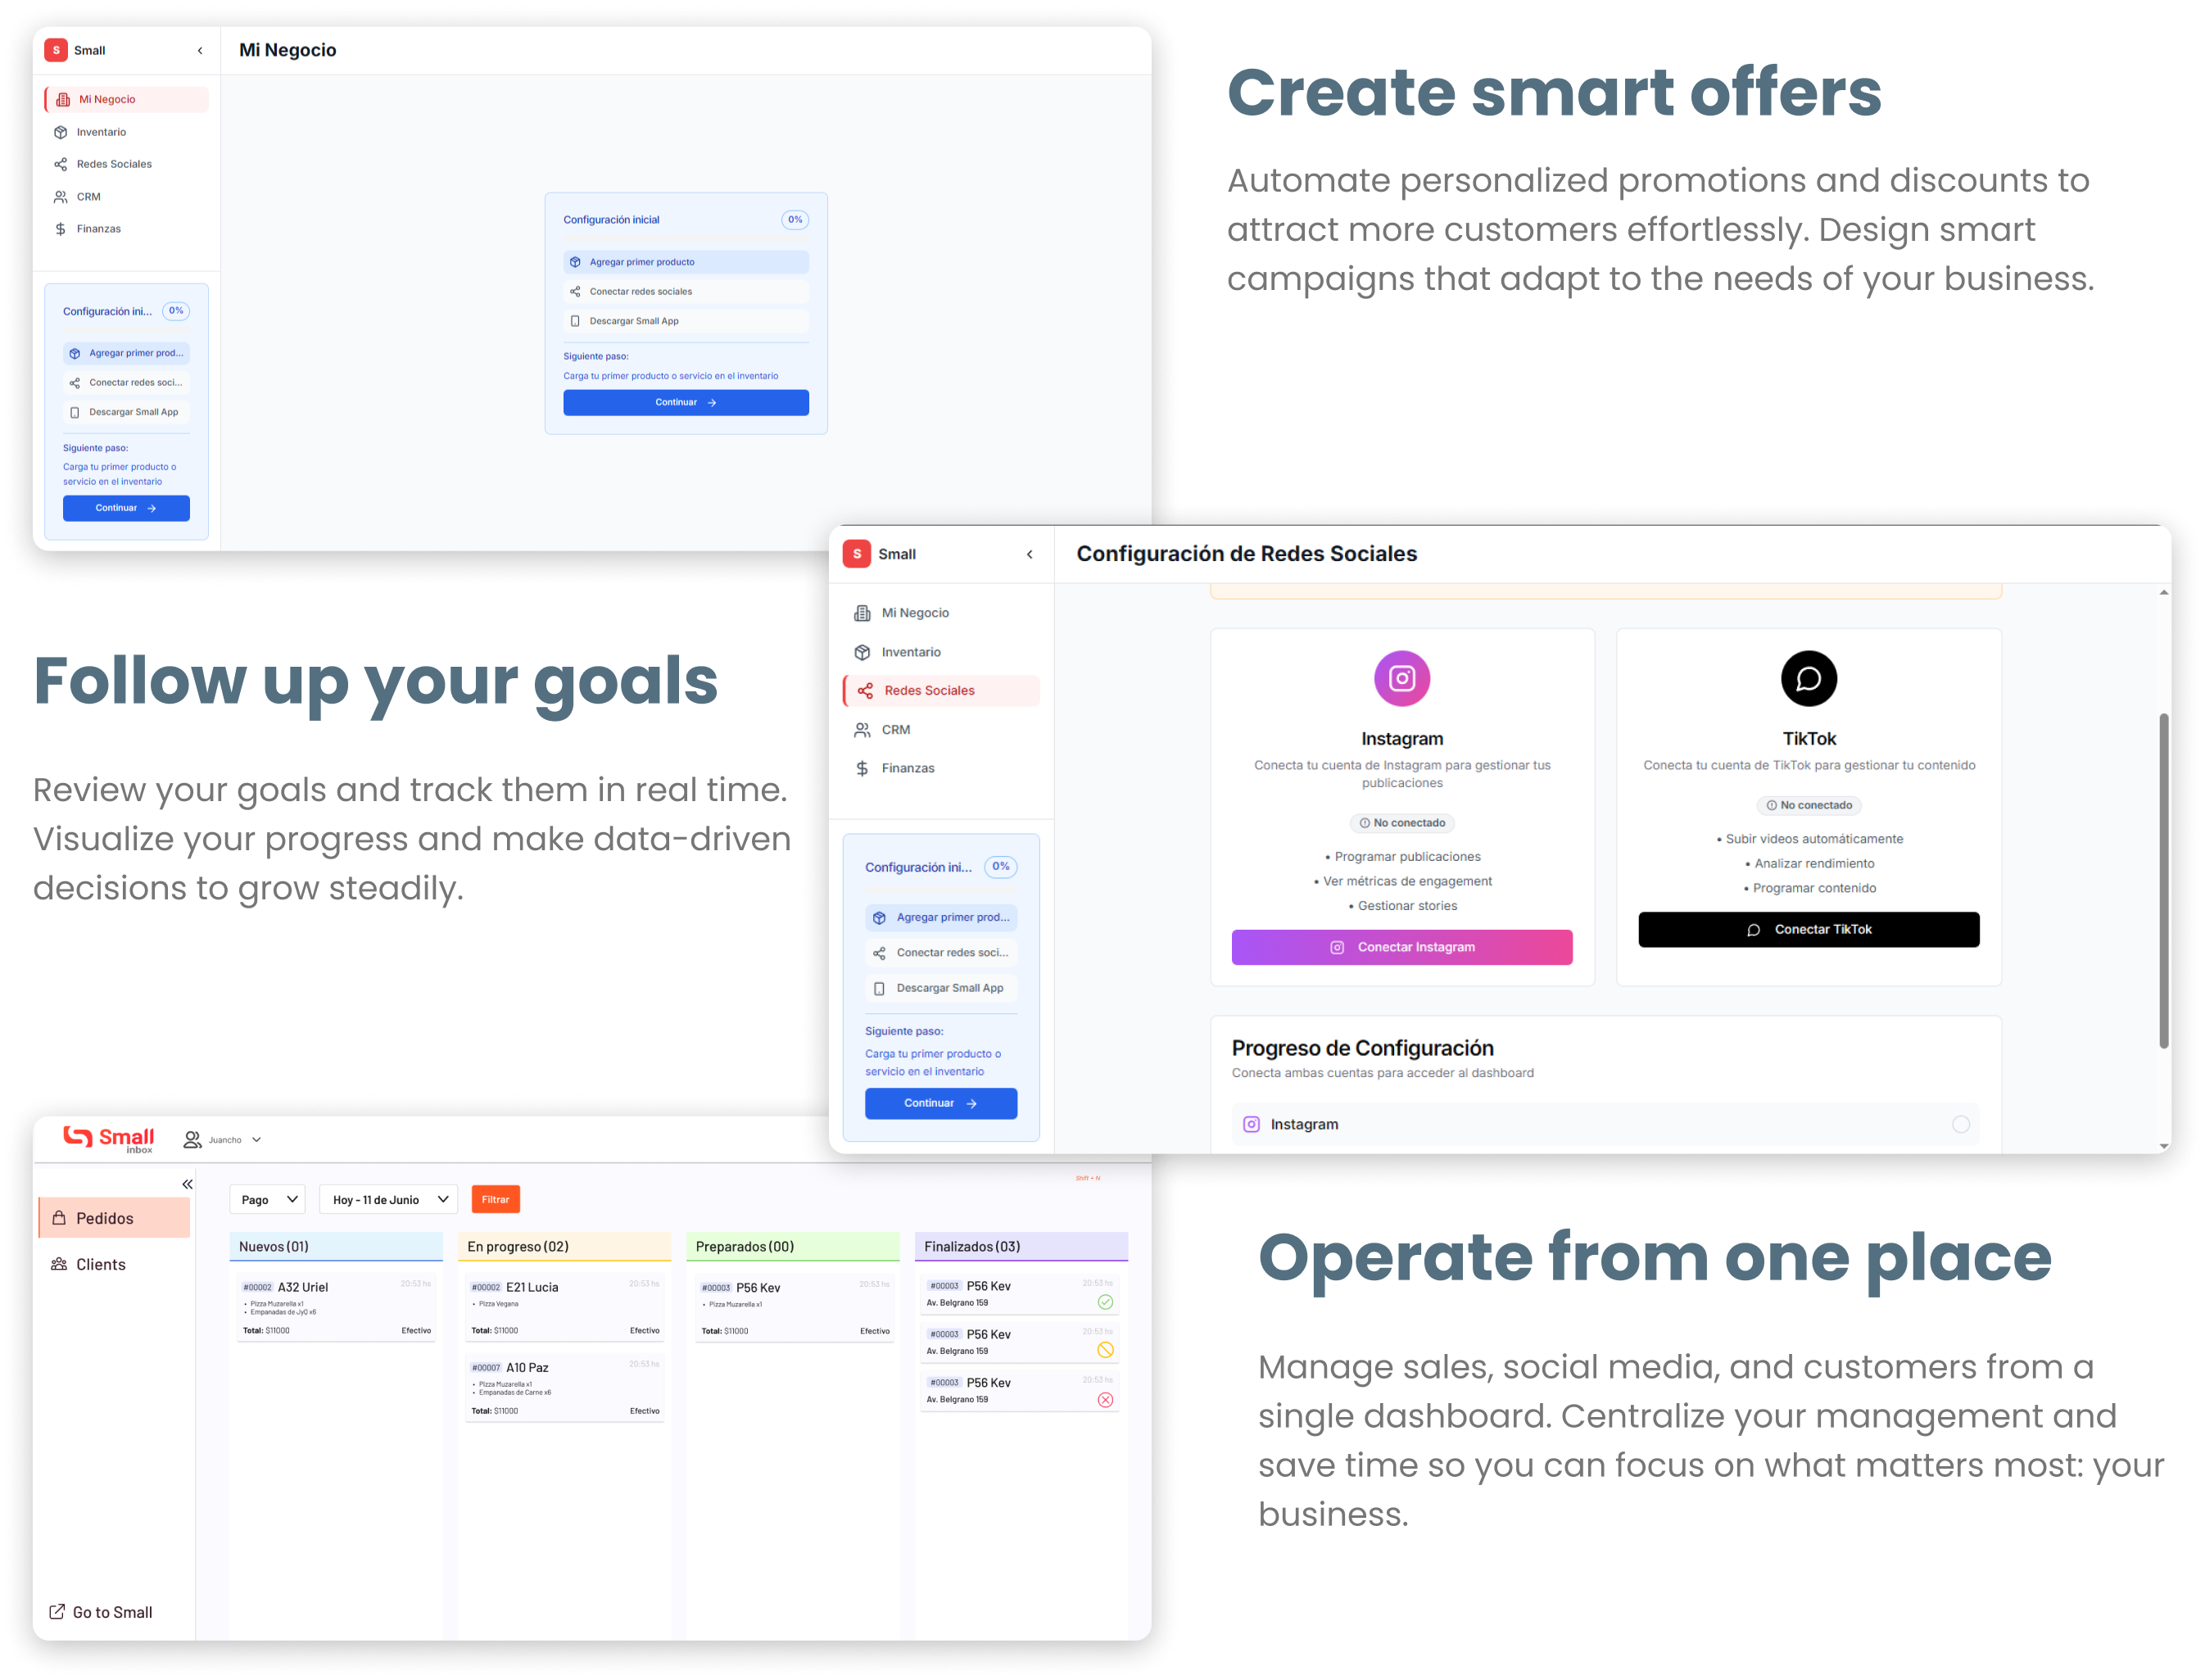 S Small
Mi Negocio
Mi Negocio
Inventario
Redes Sociales
CRM
Finanzas
Configuración ini... 0%
Agregar primer prod...
Conectar redes soci...
Descargar Small App
Siguiente paso:
Carga tu primer producto o
servicio en el inventario
Continuar
Configuración inicial 0%
Agregar primer producto
Conectar redes sociales
Descargar Small App
Siguiente paso:
Carga tu primer producto o servicio en el inventario
Continuar
Create smart offers
Automate personalized promotions and discounts to
attract more customers effortlessly. Design smart
campaigns that adapt to the needs of your business.
Follow up your goals
Review your goals and track them in real time.
Visualize your progress and make data-driven
decisions to grow steadily.
S Small
Configuración de Redes Sociales
Mi Negocio
Inventario
Redes Sociales
CRM
Finanzas
Configuración ini... 0%
Agregar primer prod...
Conectar redes soci...
Descargar Small App
Siguiente paso:
Carga tu primer producto o
servicio en el inventario
Continuar
Instagram
Conecta tu cuenta de Instagram para gestionar tus
publicaciones
No conectado
• Programar publicaciones
• Ver métricas de engagement
• Gestionar stories
Conectar Instagram
TikTok
Conecta tu cuenta de TikTok para gestionar tu contenido
No conectado
• Subir videos automáticamente
• Analizar rendimiento
• Programar contenido
Conectar TikTok
Progreso de Configuración
Conecta ambas cuentas para acceder al dashboard
Instagram
Small
inbox
Juancho
Pedidos
Clients
Go to Small
Shift + N
Pago
Hoy - 11 de Junio
Filtrar
Nuevos (01)
#00002 A32 Uriel 20:53 hs
• Pizza Muzarella x1
• Empanadas de JyQ x6
Total: $11000 Efectivo
En progreso (02)
#00002 E21 Lucia 20:53 hs
• Pizza Vegana
Total: $11000 Efectivo
#00007 A10 Paz 20:53 hs
• Pizza Muzarella x1
• Empanadas de Carne x6
Total: $11000 Efectivo
Preparados (00)
#00003 P56 Kev 20:53 hs
• Pizza Muzarella x1
Total: $11000 Efectivo
Finalizados (03)
#00003 P56 Kev 20:53 hs
Av. Belgrano 159
#00003 P56 Kev 20:53 hs
Av. Belgrano 159
#00003 P56 Kev 20:53 hs
Av. Belgrano 159
Operate from one place
Manage sales, social media, and customers from a
single dashboard. Centralize your management and
save time so you can focus on what matters most: your
business.